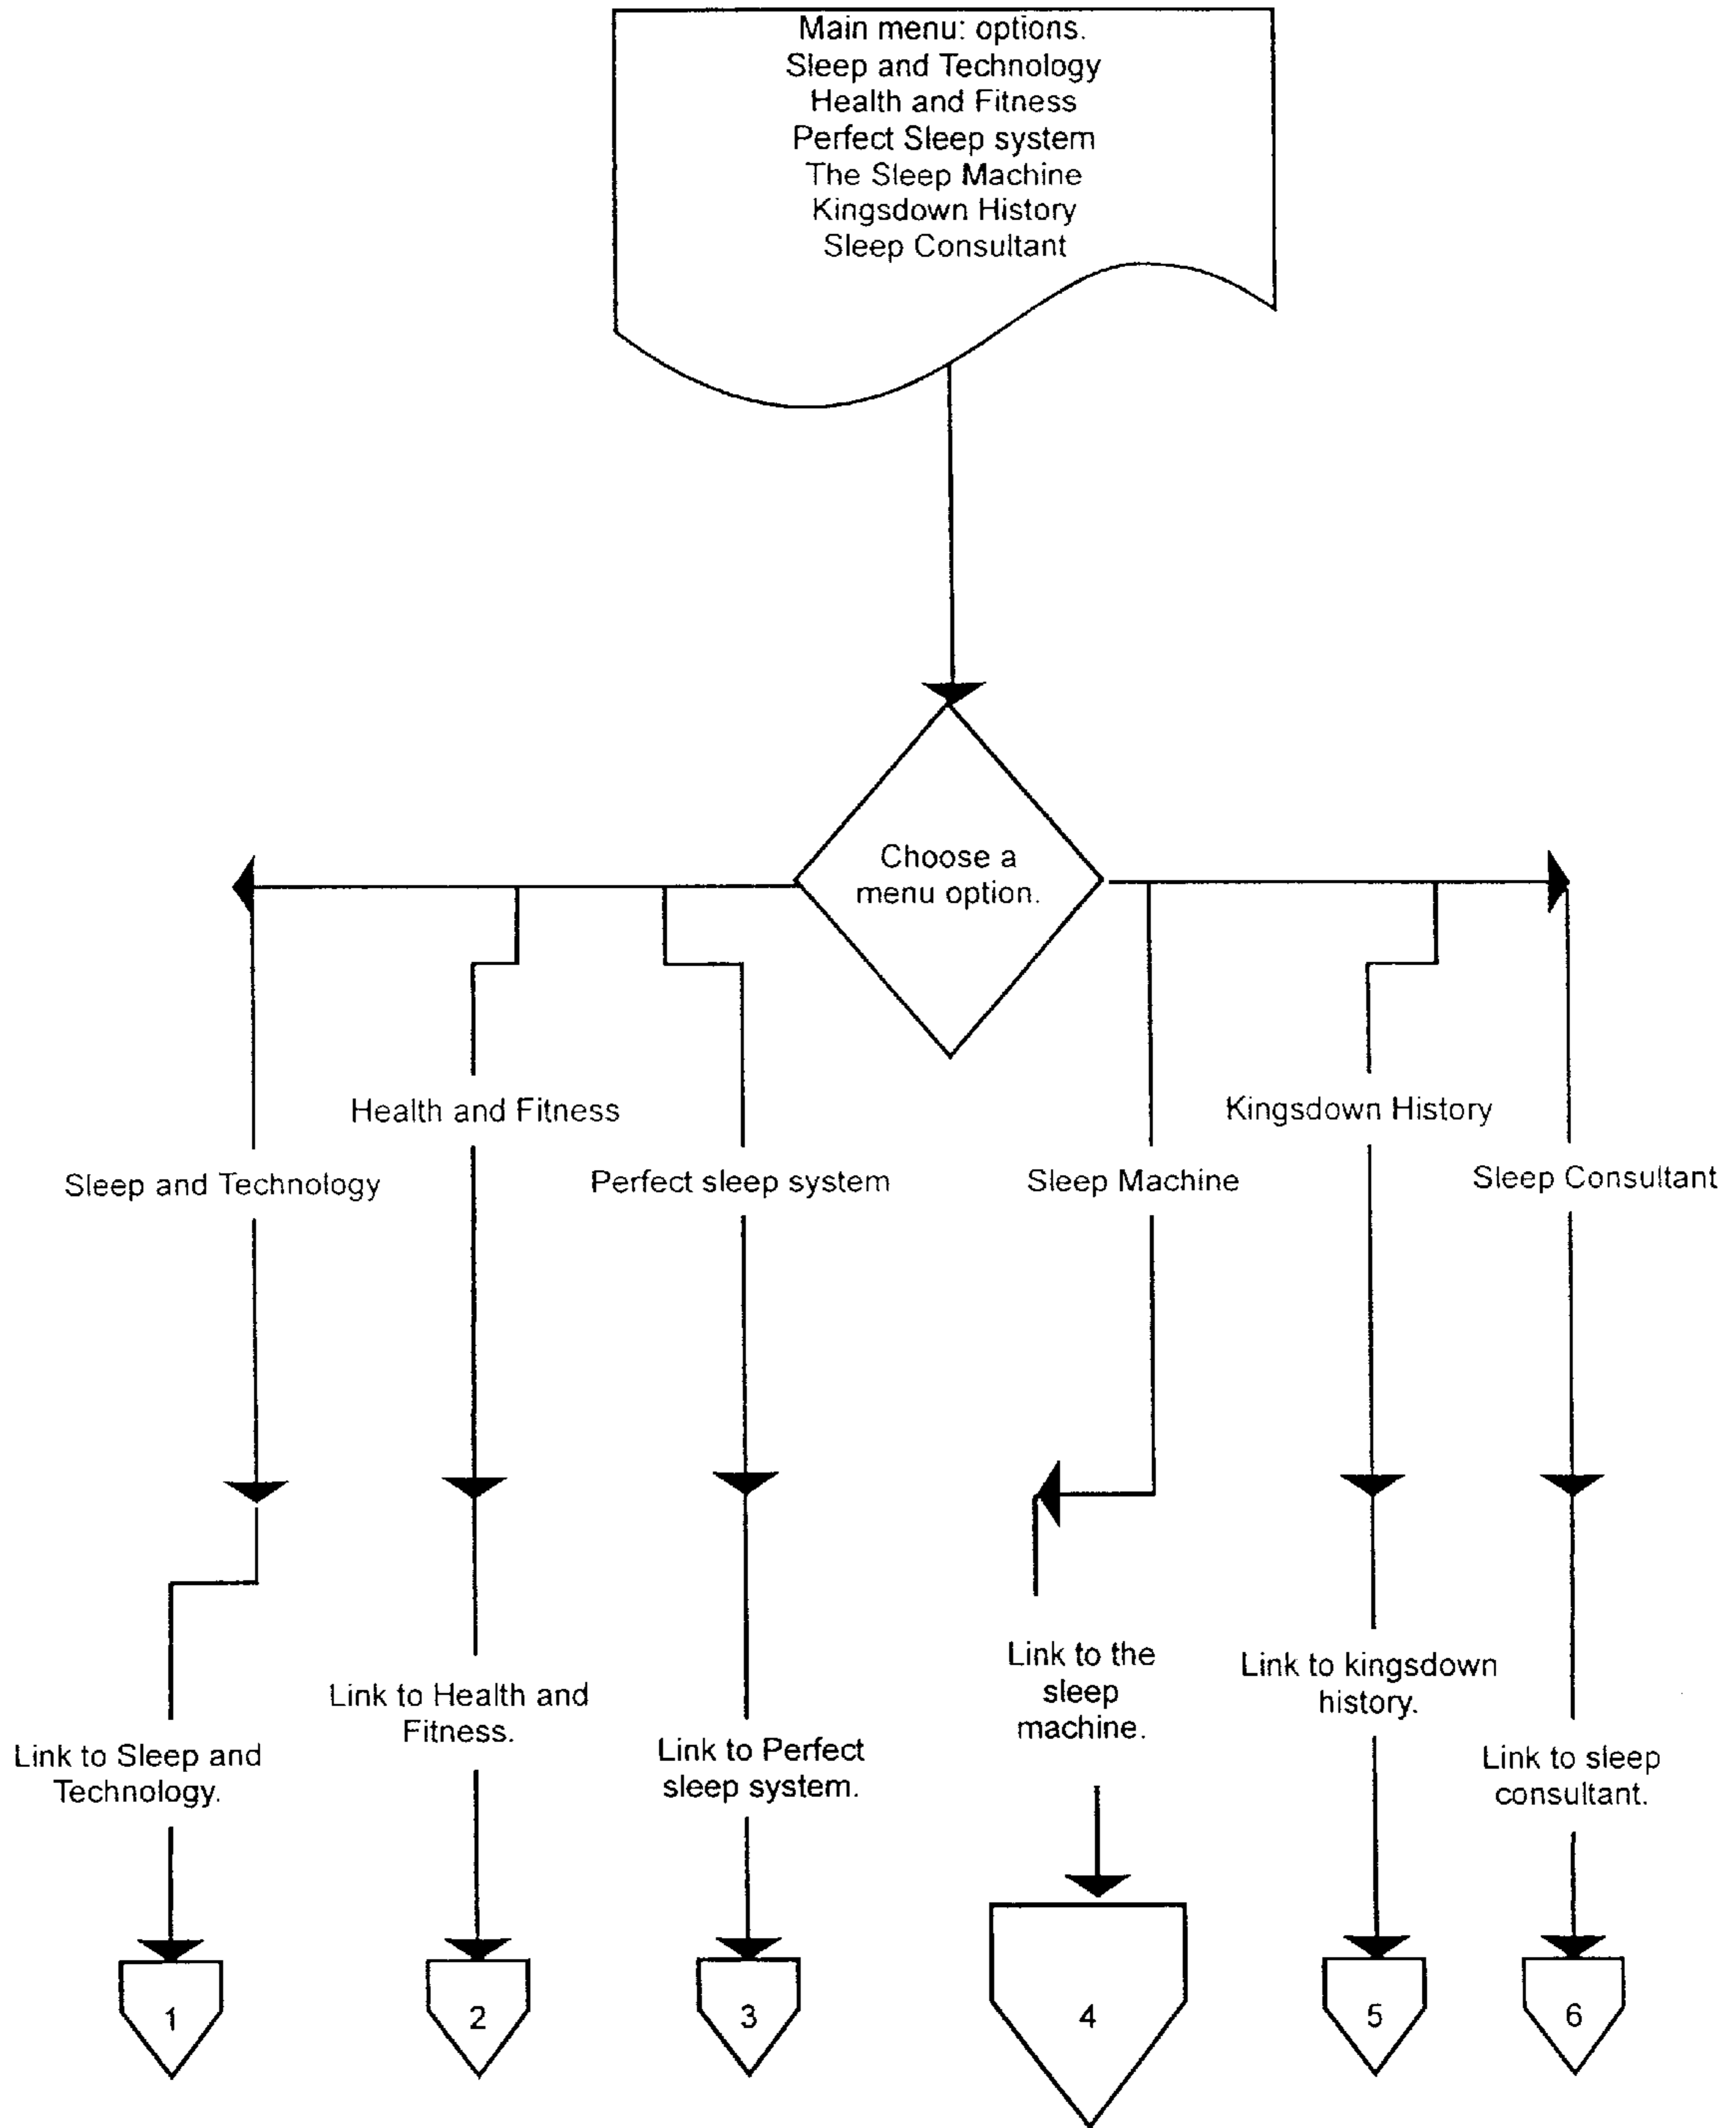 Main menu: options.
Sleep and Technology
Health and Fitness
Perfect Sleep system
The Sleep Machine
Kingsdown History
Sleep Consultant
Choose a
menu option.
Health and Fitness
Kingsdown History
Sleep and Technology
Perfect sleep system
Sleep Machine
Sleep Consultant
Link to Sleep and
Technology.
Link to Health and
Fitness.
Link to Perfect
sleep system.
Link to the
sleep
machine.
Link to kingsdown
history.
Link to sleep
consultant.
1
2
3
4
5
6